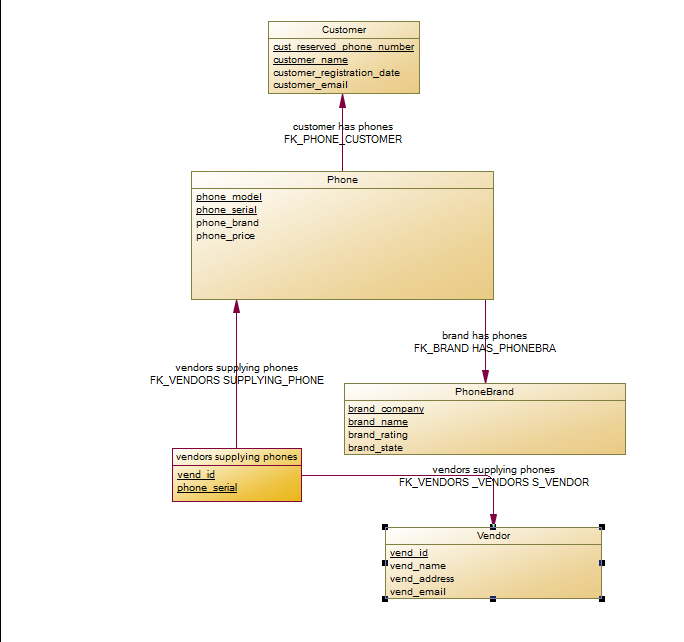 Customer
cust_reserved_phone_number
customer_name
customer_registration_date
customer_email
customer has phones
FK_PHONE_CUSTOMER
Phone
phone_model
phone_serial
phone_brand
phone_price
brand has phones
FK_BRAND HAS_PHONEBRA
vendors supplying phones
FK_VENDORS SUPPLYING_PHONE
PhoneBrand
brand_company
brand_name
brand_rating
brand_state
vendors supplying phones
vend_id
phone_serial
vendors supplying phones
FK_VENDORS _VENDORS S_VENDOR
Vendor
vend_id
vend_name
vend_address
vend_email